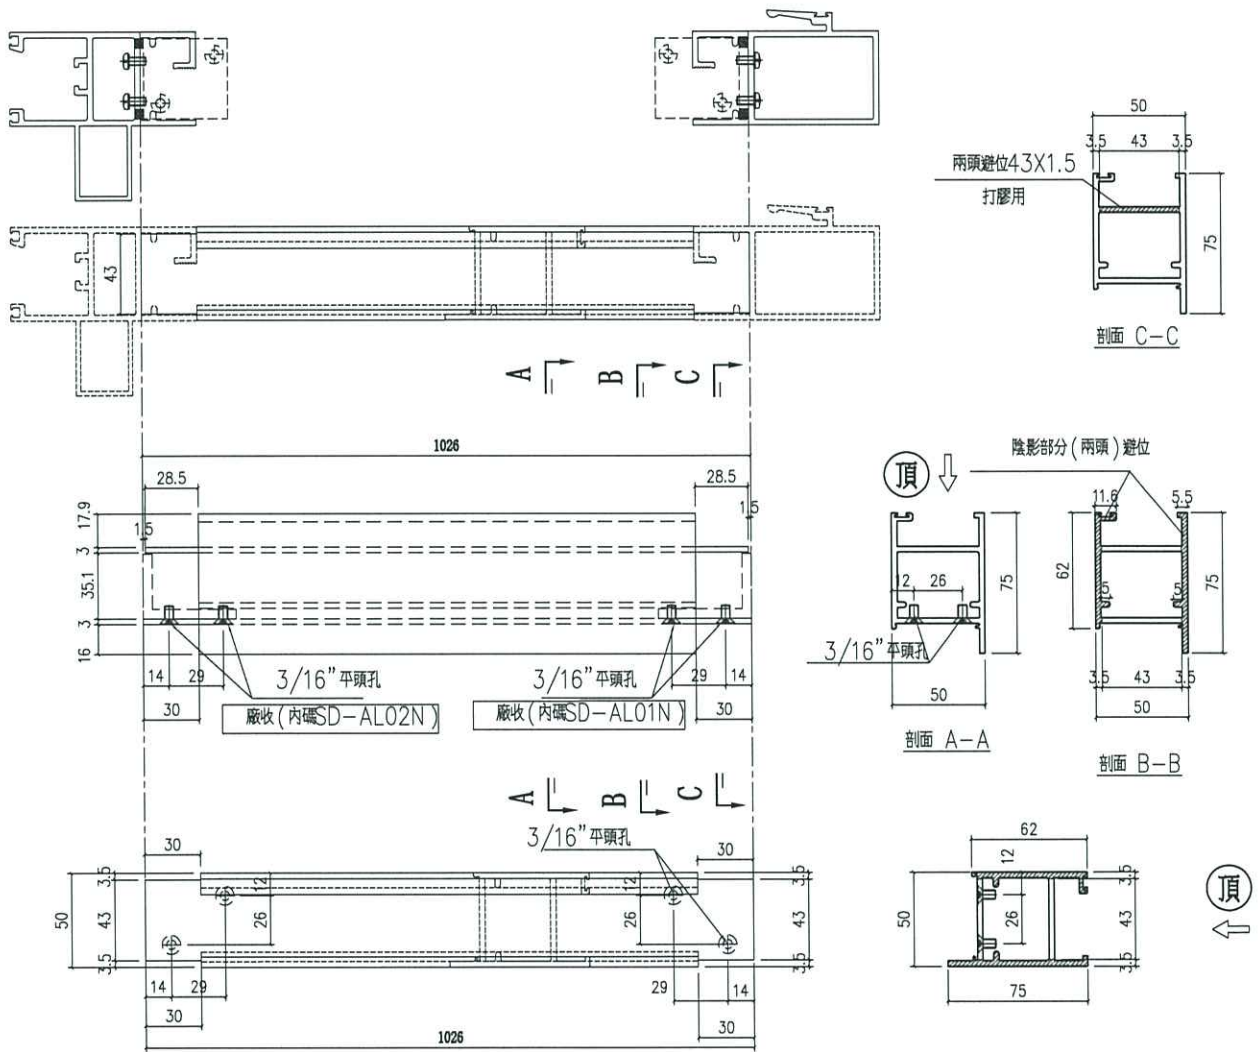 50
3.5 43 3.5
兩頭避位43X1.5
打膠用
75
剖面 C-C
43
A B C
1026
28.5 28.5
17.9
1.5 1.5
3
35.1
3
16
14 29 29 14
3/16”平頭孔 3/16”平頭孔
30 30
廠收(內碼SD-AL02N) 廠收(內碼SD-AL01N)
頂
陰影部分(兩頭)避位
11.6 5.5
12 26
75
62
5 5
75
3/16”平頭孔
50
剖面 A-A
3.5 43 3.5
50
剖面 B-B
A B C
3/16”平頭孔
30 30
3.5 12 12 3.5
50 43 26 26 43
3.5 3.5
14 29 29 14
30 30
1026
62
12
3.5
50 26 43
3.5
75
頂